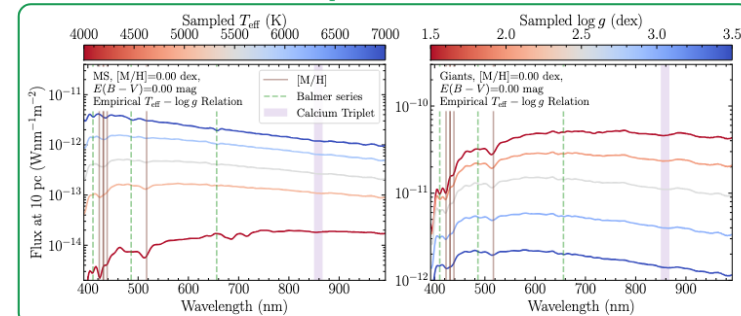 Sampled T_eff (K)
4000 4500 5000 5500 6000 6500 7000
Sampled log g (dex)
1.5 2.0 2.5 3.0 3.5
MS, [M/H]=0.00 dex,
E(B − V)=0.00 mag
Empirical T_eff − log g Relation
[M/H]
Balmer series
Calcium Triplet
Giants, [M/H]=0.00 dex,
E(B − V)=0.00 mag
Empirical T_eff − log g Relation
Flux at 10 pc (Wnm⁻¹m⁻²)
10⁻¹¹
10⁻¹²
10⁻¹³
10⁻¹⁴
10⁻¹⁰
10⁻¹¹
10⁻¹²
400 500 600 700 800 900
Wavelength (nm)
400 500 600 700 800 900
Wavelength (nm)